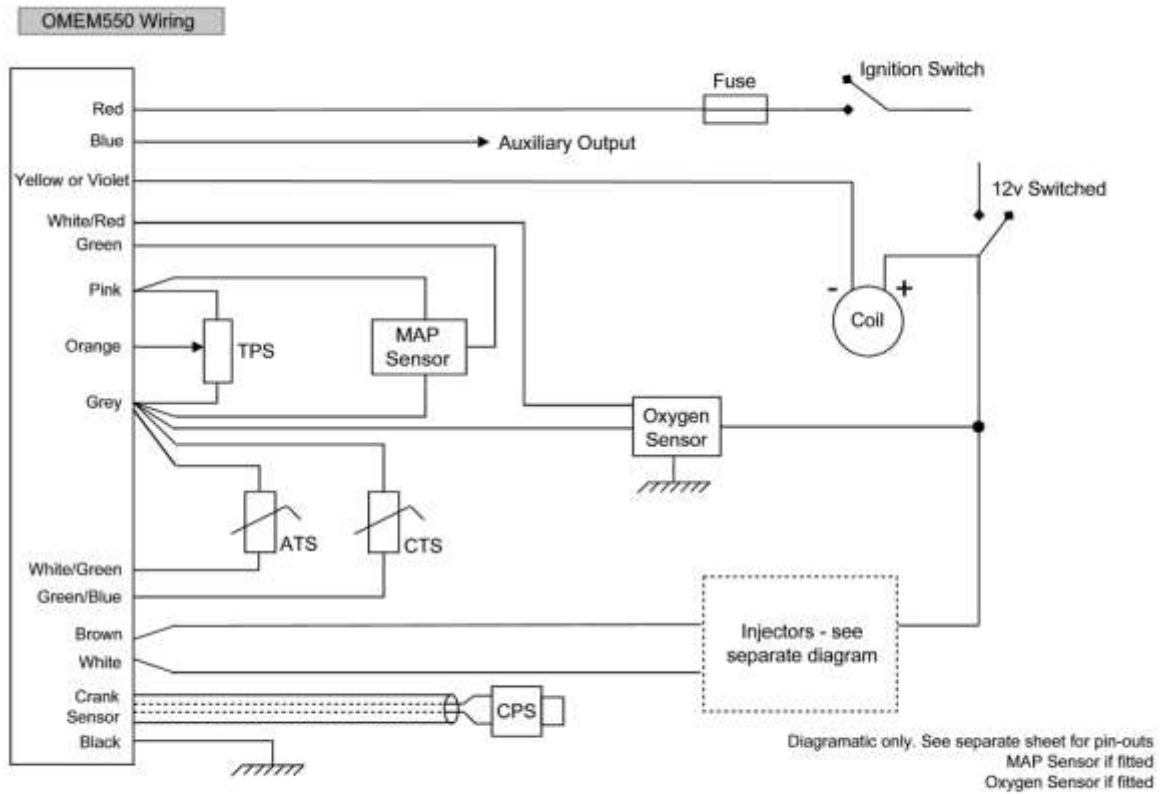 OMEM550 Wiring
Red
Fuse
Ignition Switch
Blue
Auxiliary Output
Yellow or Violet
12v Switched
White/Red
Green
Pink
-
+
Coil
Orange
TPS
MAP
Sensor
Grey
Oxygen
Sensor
ATS
CTS
White/Green
Green/Blue
Brown
White
Injectors - see
separate diagram
Crank
Sensor
CPS
Black
Diagramatic only. See separate sheet for pin-outs
MAP Sensor if fitted
Oxygen Sensor if fitted